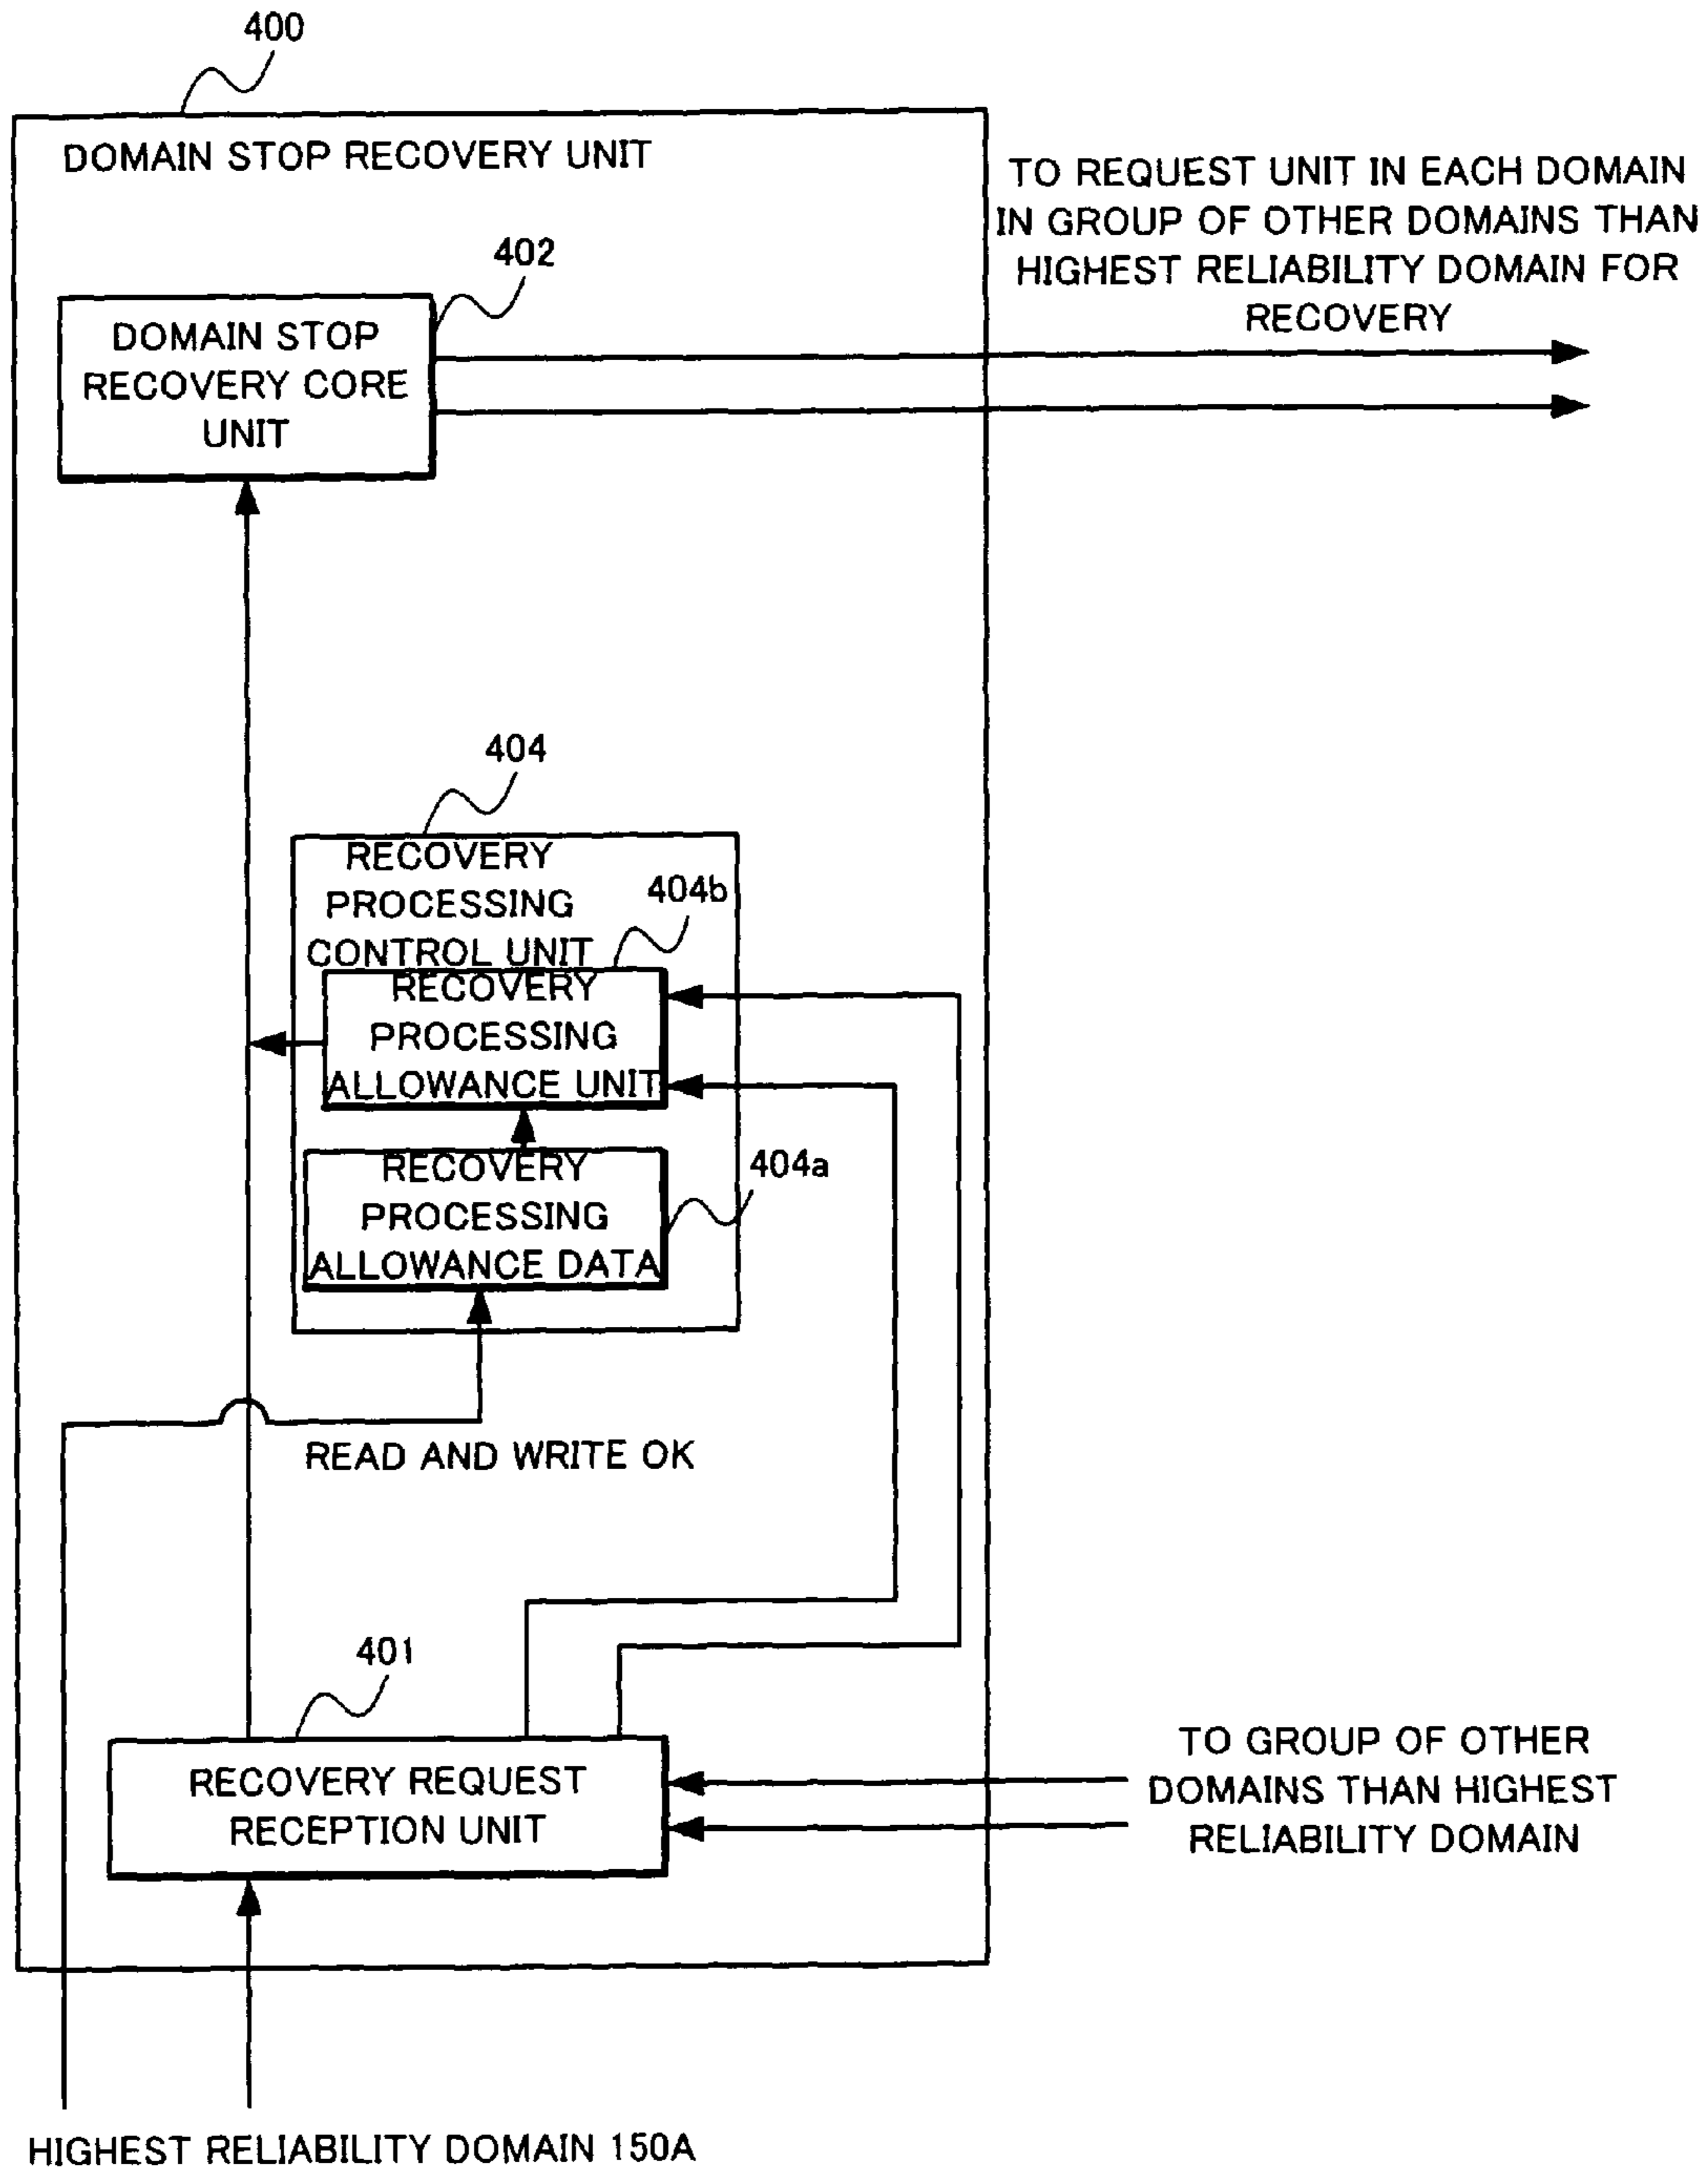 400
DOMAIN STOP RECOVERY UNIT
TO REQUEST UNIT IN EACH DOMAIN
IN GROUP OF OTHER DOMAINS THAN
HIGHEST RELIABILITY DOMAIN FOR
RECOVERY
402
DOMAIN STOP
RECOVERY CORE
UNIT
404
RECOVERY
PROCESSING
CONTROL UNIT
404b
RECOVERY
PROCESSING
ALLOWANCE UNIT
404a
RECOVERY
PROCESSING
ALLOWANCE DATA
READ AND WRITE OK
401
RECOVERY REQUEST
RECEPTION UNIT
TO GROUP OF OTHER
DOMAINS THAN HIGHEST
RELIABILITY DOMAIN
HIGHEST RELIABILITY DOMAIN 150A